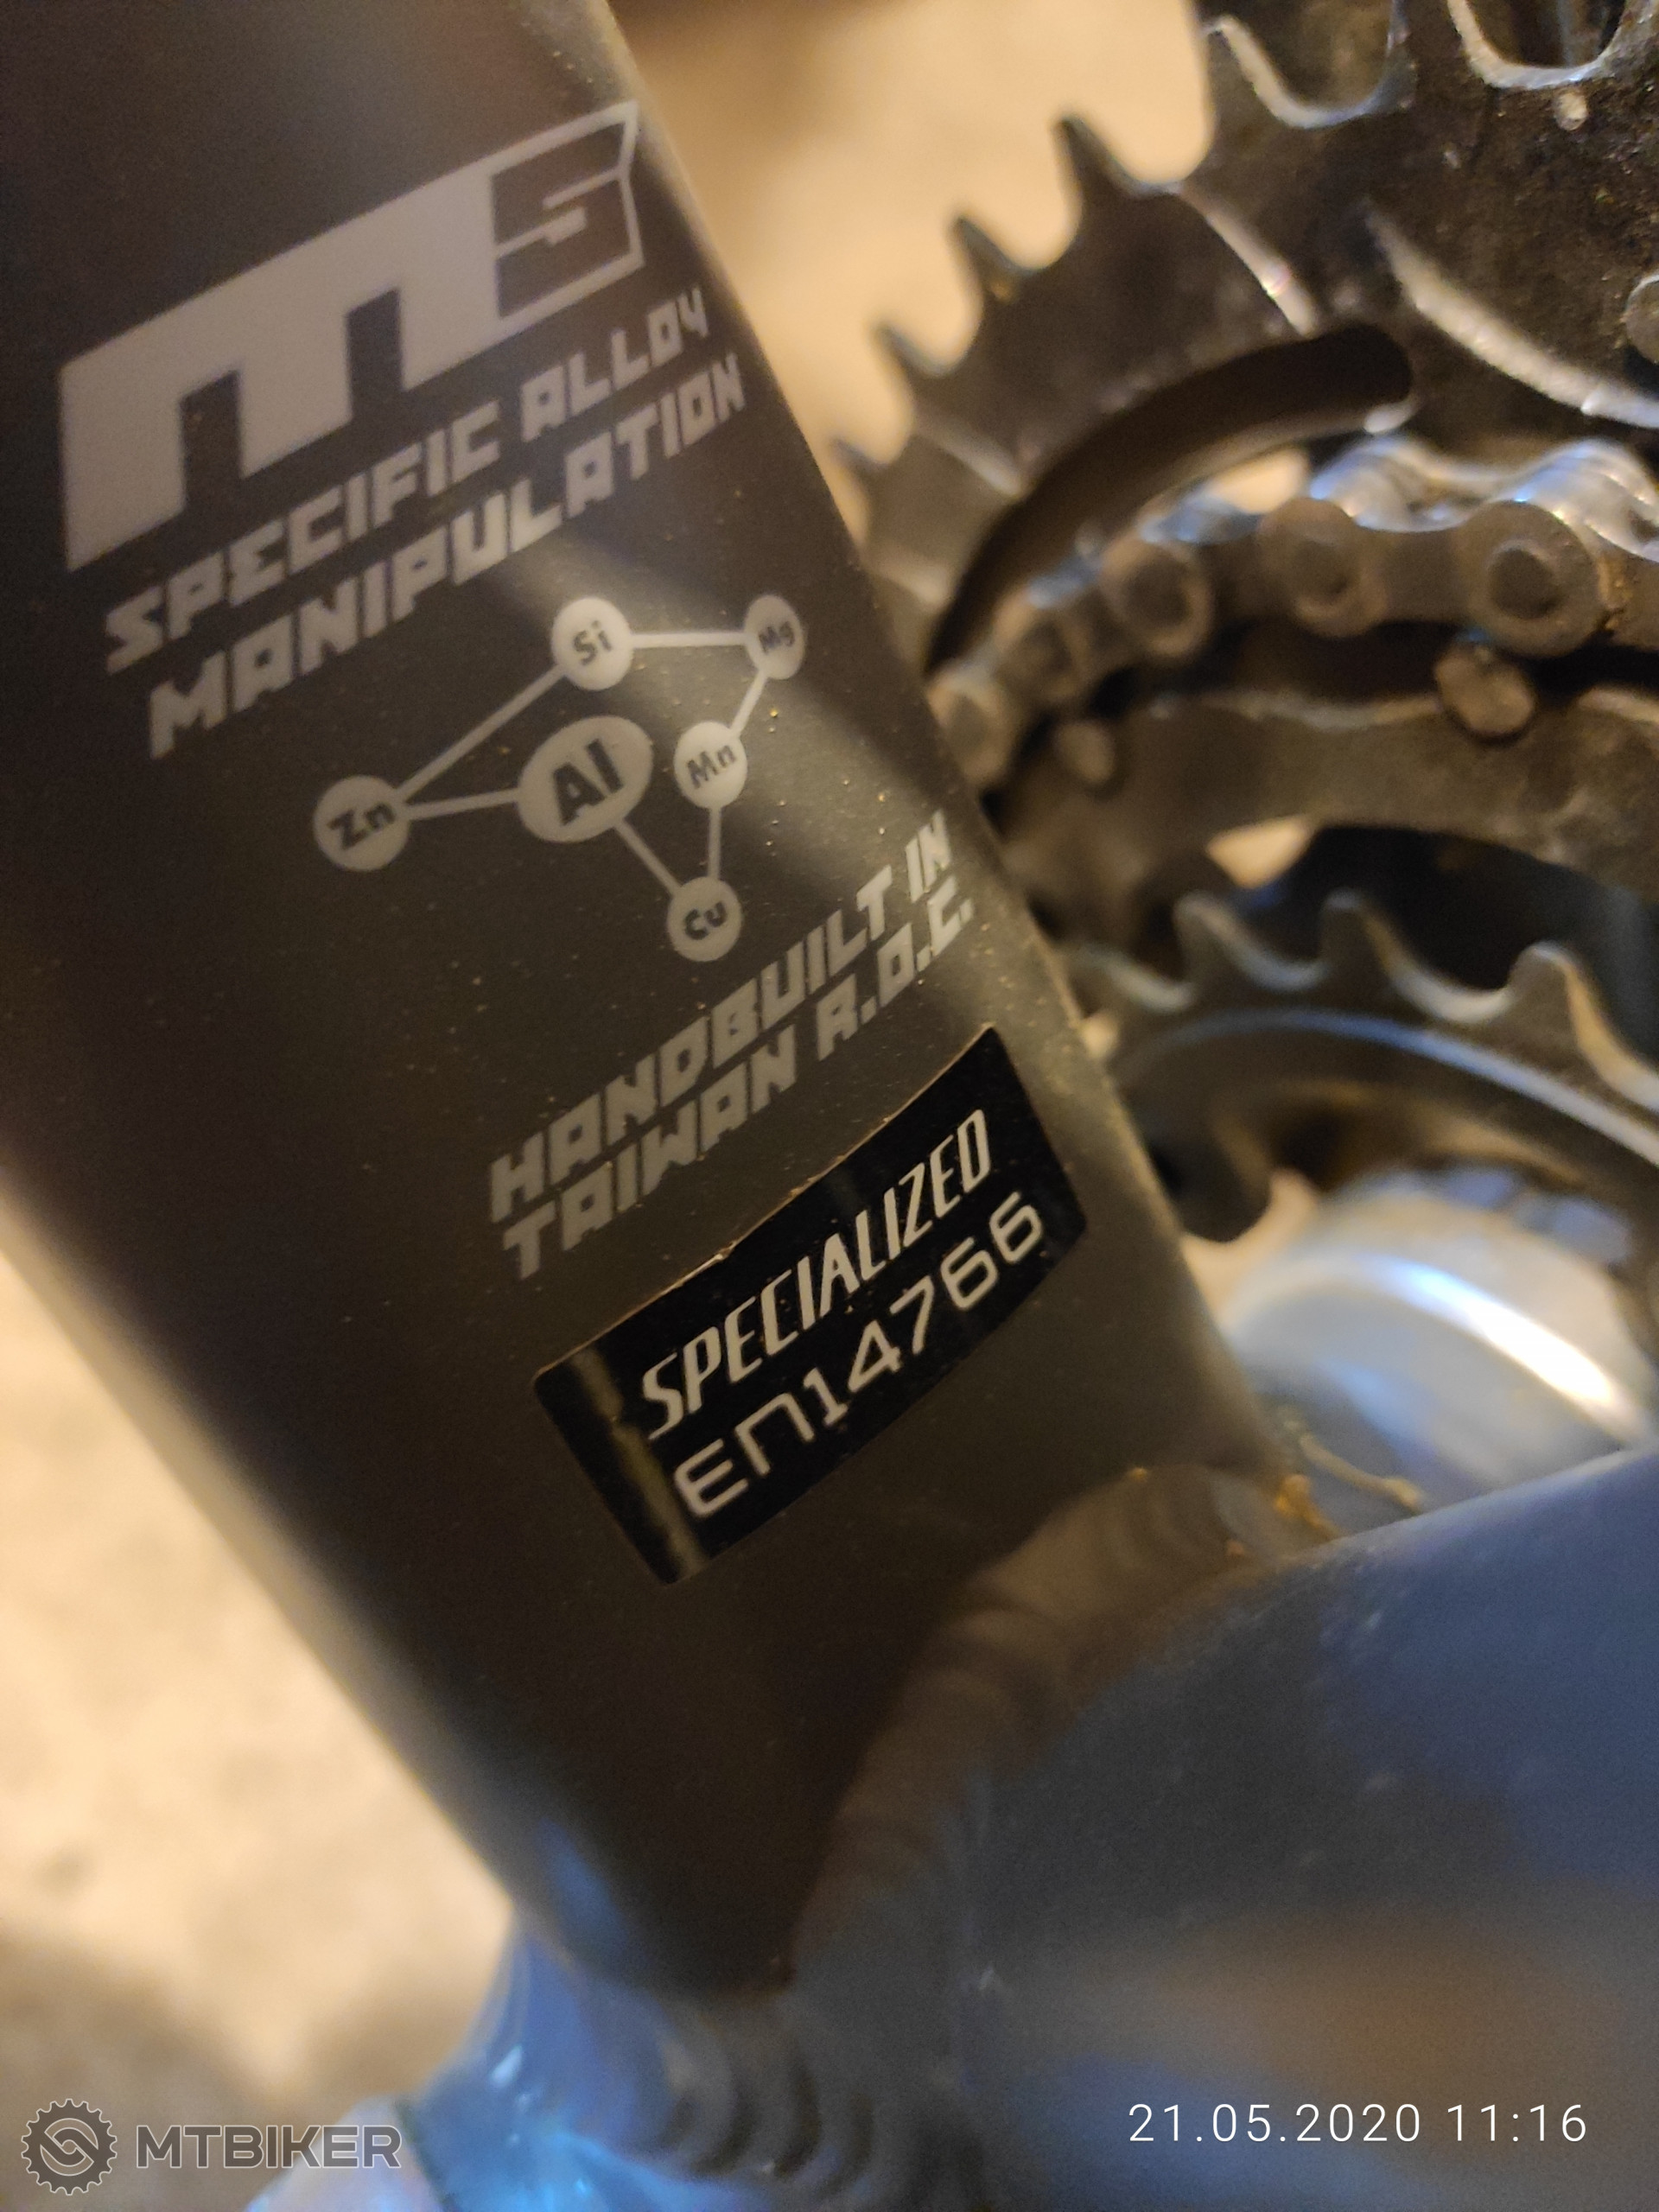 m5
SPECIFIC ALLOY
MANIPULATION
Si
Mg
Al
Mn
Zn
Cu
HANDBUILT IN
TAIWAN R.O.C.
SPECIALIZED
EN14766
21.05.2020 11:16
MTBIKER